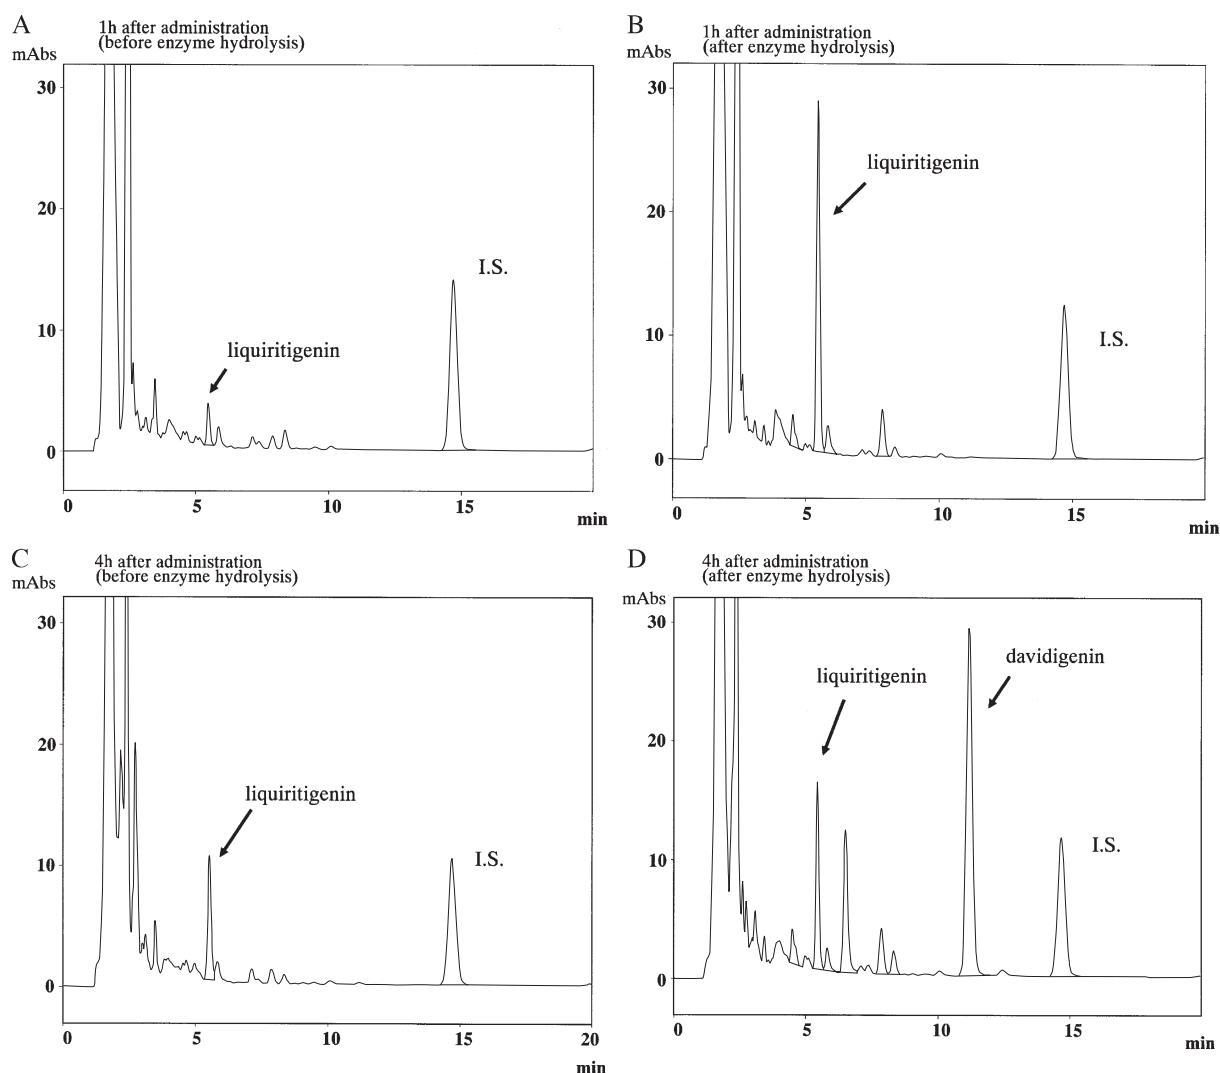 A
1h after administration
(before enzyme hydrolysis)
mAbs
30
20
10
0
liquiritigenin
I.S.
0 5 10 15
min
B
1h after administration
(after enzyme hydrolysis)
mAbs
30
20
10
0
liquiritigenin
I.S.
0 5 10 15
min
C
4h after administration
(before enzyme hydrolysis)
mAbs
30
20
10
0
liquiritigenin
I.S.
0 5 10 15 20
min
D
4h after administration
(after enzyme hydrolysis)
mAbs
30
20
10
0
liquiritigenin
davidigenin
I.S.
0 5 10 15
min